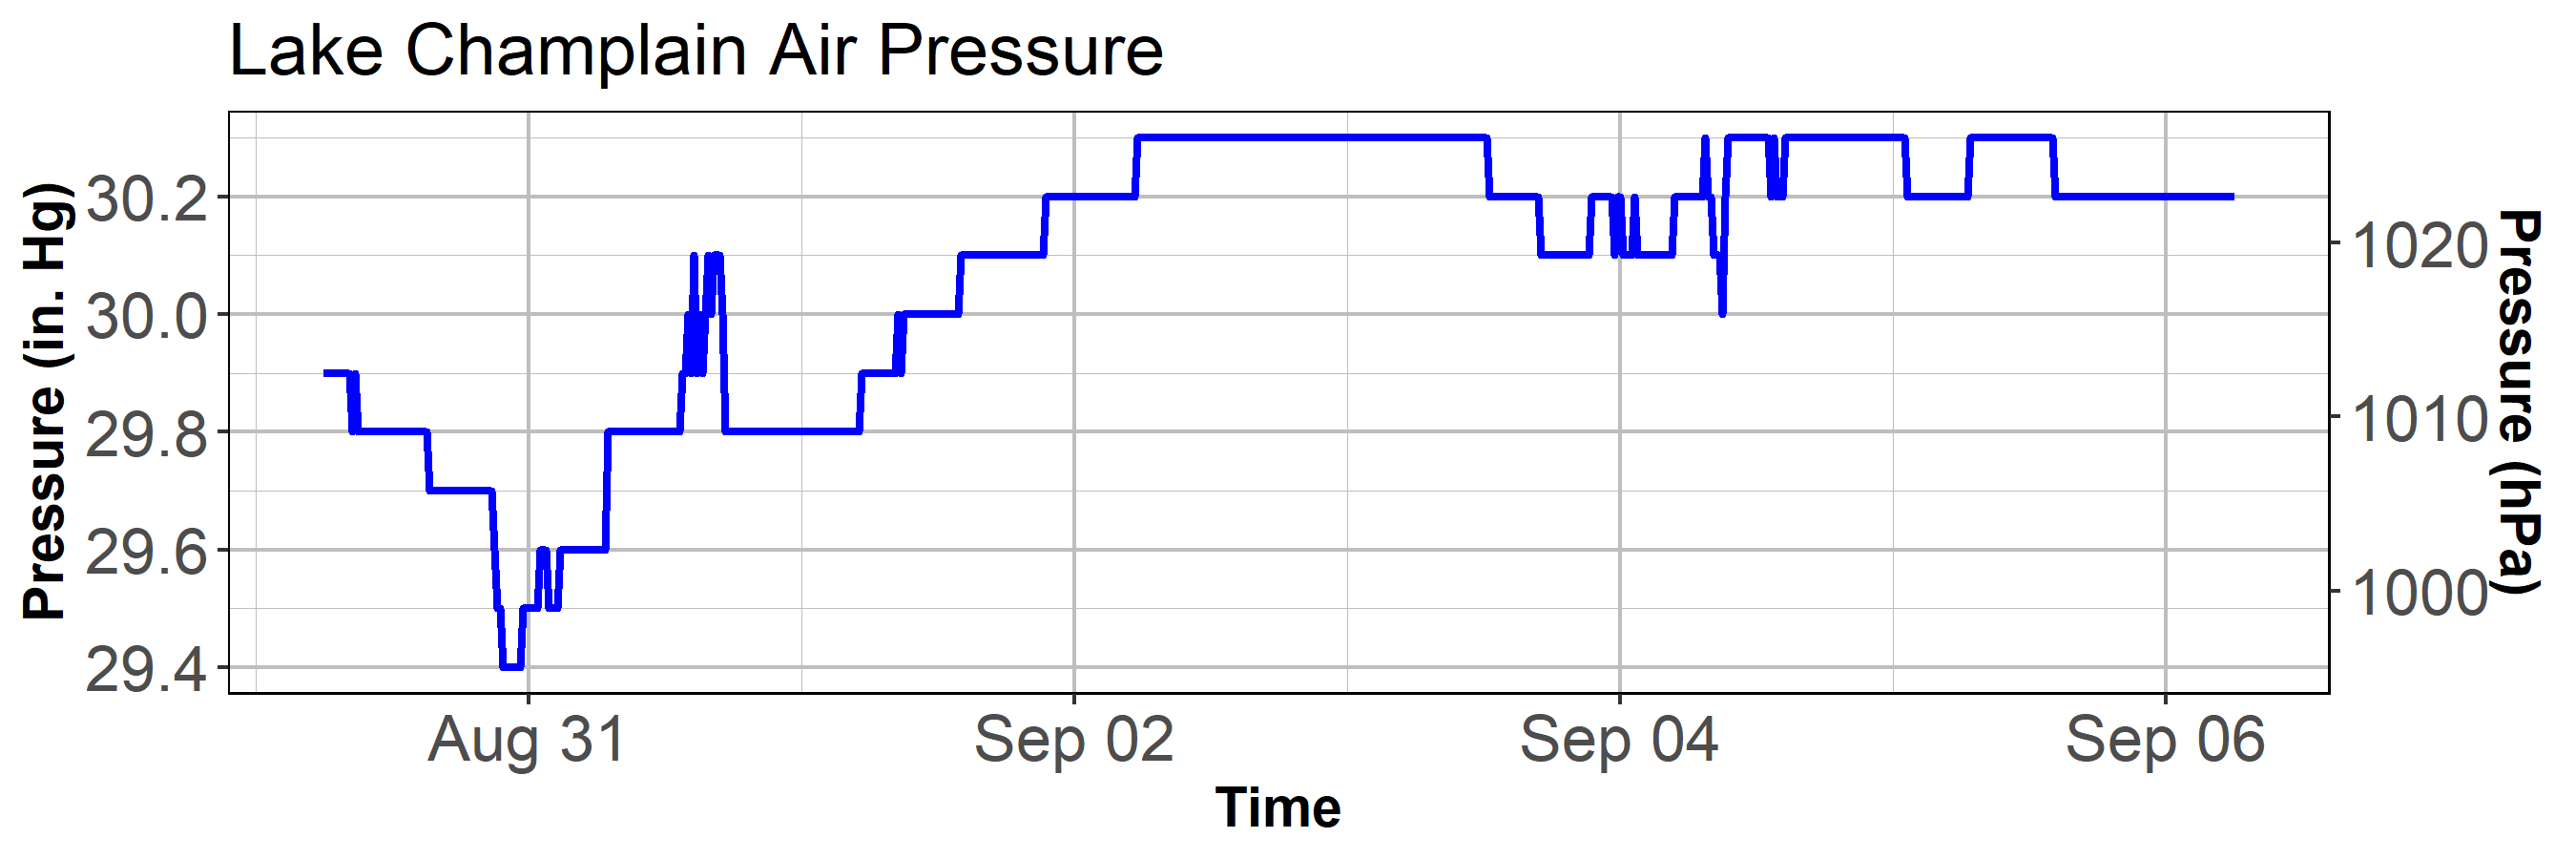 Lake Champlain Air Pressure
Pressure (in. Hg)
30.2
30.0
29.8
29.6
29.4
1020
1010
1000
Pressure (hPa)
Aug 31 Sep 02 Sep 04 Sep 06
Time